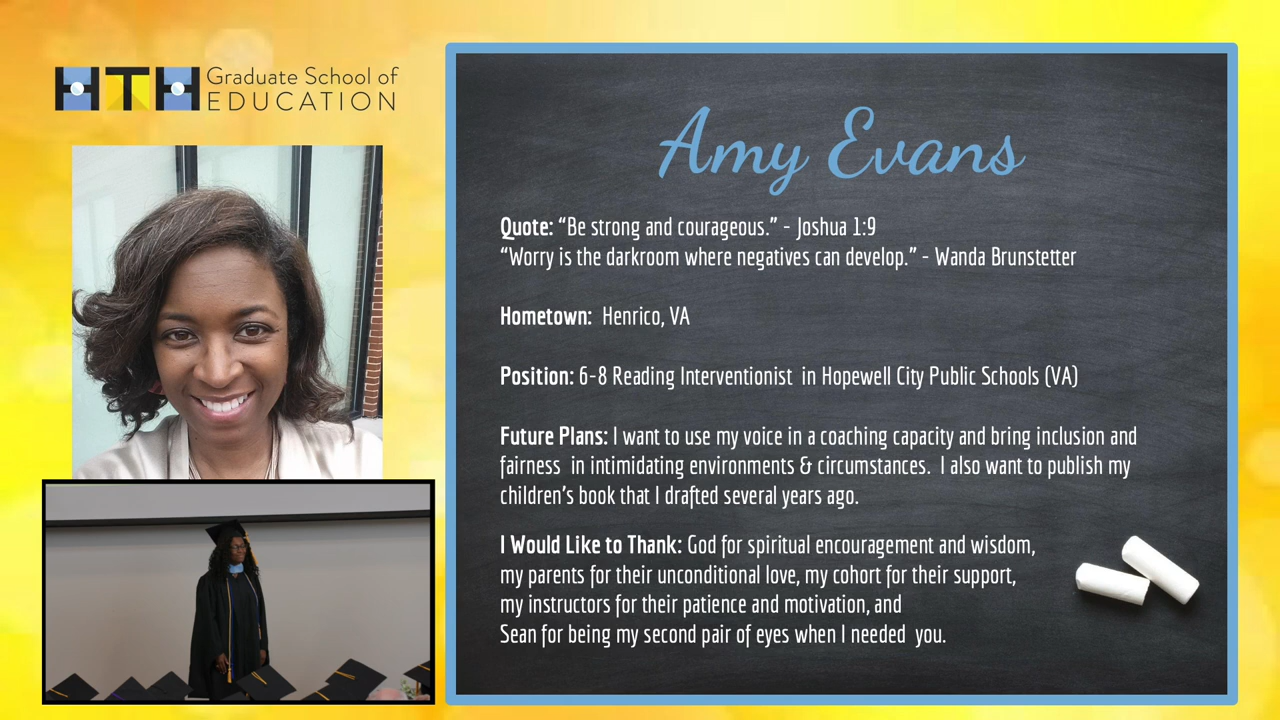 HTH Graduate School of
EDUCATION
Amy Evans
Quote: “Be strong and courageous.” - Joshua 1:9
“Worry is the darkroom where negatives can develop.” - Wanda Brunstetter
Hometown: Henrico, VA
Position: 6-8 Reading Interventionist in Hopewell City Public Schools (VA)
Future Plans: I want to use my voice in a coaching capacity and bring inclusion and
fairness in intimidating environments & circumstances. I also want to publish my
children’s book that I drafted several years ago.
I Would Like to Thank: God for spiritual encouragement and wisdom,
my parents for their unconditional love, my cohort for their support,
my instructors for their patience and motivation, and
Sean for being my second pair of eyes when I needed you.